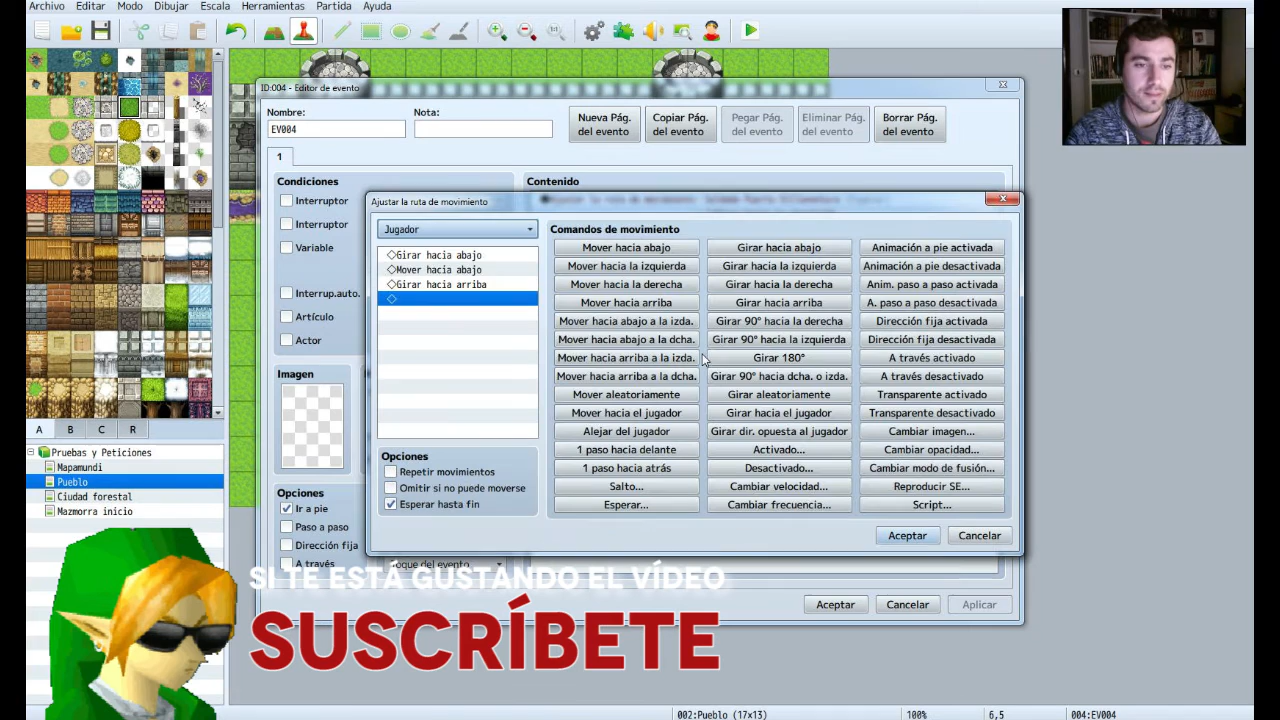 Archivo Editar Modo Dibujar Escala Herramientas Partida Ayuda
ID:004 - Editor de evento
Nombre:
Nota:
EV004
Nueva Pág. del evento
Copiar Pág. del evento
Pegar Pág. del evento
Eliminar Pág. del evento
Borrar Pág. del evento
1
Condiciones
Contenido
Interruptor
Interruptor
Variable
Interrup.auto.
Artículo
Actor
Imagen
Opciones
Ir a pie
Paso a paso
Dirección fija
A través
Toque del evento
Ajustar la ruta de movimiento
Jugador
◇Girar hacia abajo
◇Mover hacia abajo
◇Girar hacia arriba
◇
Opciones
Repetir movimientos
Omitir si no puede moverse
Esperar hasta fin
Comandos de movimiento
Mover hacia abajo Girar hacia abajo Animación a pie activada
Mover hacia la izquierda Girar hacia la izquierda Animación a pie desactivada
Mover hacia la derecha Girar hacia la derecha Anim. paso a paso activada
Mover hacia arriba Girar hacia arriba A. paso a paso desactivada
Mover hacia abajo a la izda. Girar 90° hacia la derecha Dirección fija activada
Mover hacia abajo a la dcha. Girar 90° hacia la izquierda Dirección fija desactivada
Mover hacia arriba a la izda. Girar 180° A través activado
Mover hacia arriba a la dcha. Girar 90° hacia dcha. o izda. A través desactivado
Mover aleatoriamente Girar aleatoriamente Transparente activado
Mover hacia el jugador Girar hacia el jugador Transparente desactivado
Alejar del jugador Girar dir. opuesta al jugador Cambiar imagen...
1 paso hacia delante Activado... Cambiar opacidad...
1 paso hacia atrás Desactivado... Cambiar modo de fusión...
Salto... Cambiar velocidad... Reproducir SE...
Esperar... Cambiar frecuencia... Script...
Aceptar Cancelar
Aceptar Cancelar Aplicar
A B C R
Pruebas y Peticiones
Mapamundi
Pueblo
Ciudad forestal
Mazmorra inicio
SI TE ESTÁ GUSTANDO EL VÍDEO
SUSCRÍBETE
002:Pueblo (17x13) 100% 6,5 004:EV004